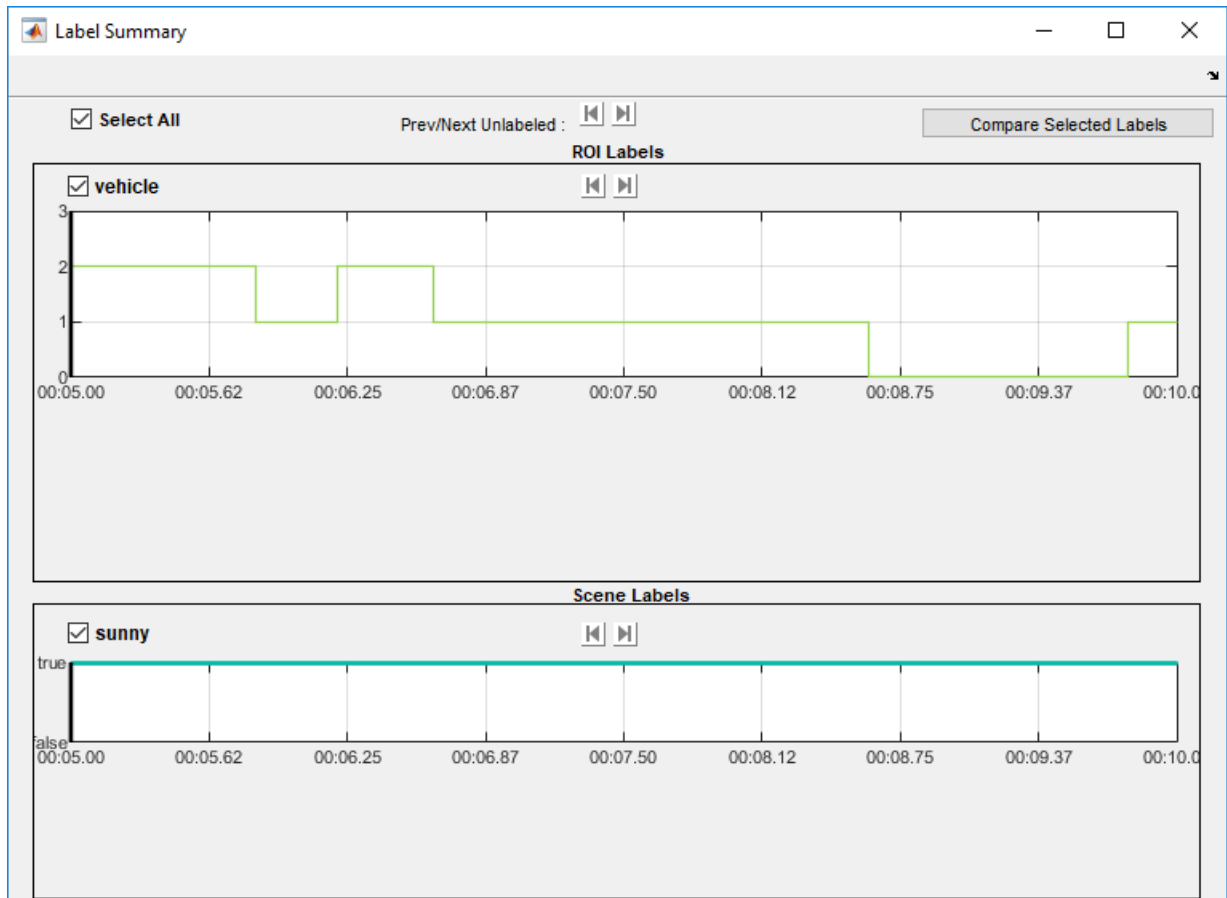 Label Summary
Select All
Prev/Next Unlabeled :
Compare Selected Labels
ROI Labels
vehicle
3
2
1
0
00:05.00 00:05.62 00:06.25 00:06.87 00:07.50 00:08.12 00:08.75 00:09.37 00:10.0
Scene Labels
sunny
true
false
00:05.00 00:05.62 00:06.25 00:06.87 00:07.50 00:08.12 00:08.75 00:09.37 00:10.0